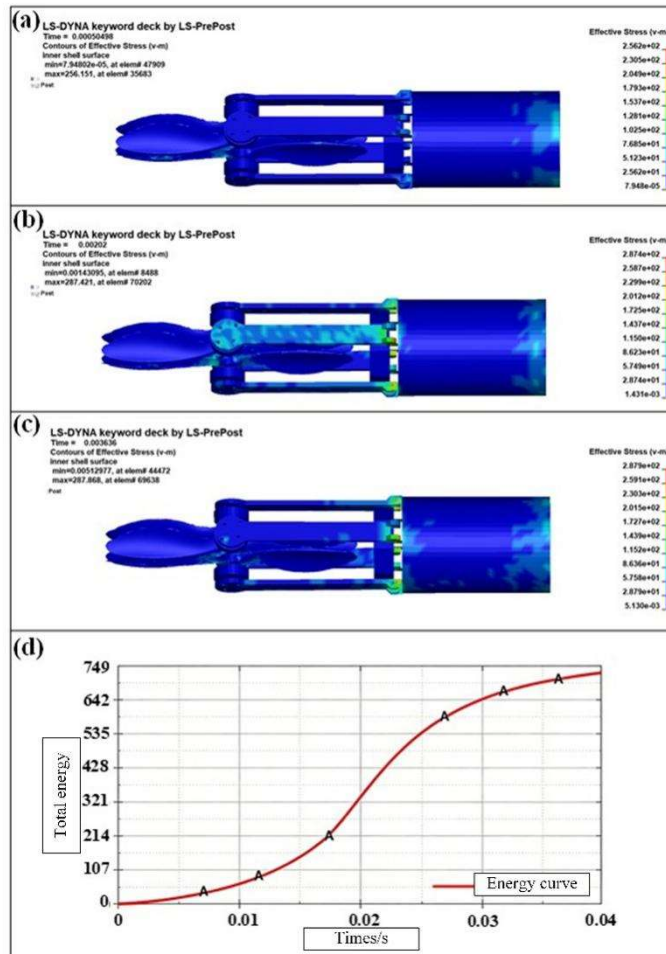 (a)
LS-DYNA keyword deck by LS-PrePost
Time = 0.00050498
Contours of Effective Stress (v-m)
Inner shell surface
min=7.94802e-05, at elem# 47909
max=256.151, at elem# 35683
Post
Effective Stress (v-m)
2.562e+02
2.305e+02
2.049e+02
1.793e+02
1.537e+02
1.281e+02
1.025e+02
7.685e+01
5.123e+01
2.562e+01
7.948e-05
(b)
LS-DYNA keyword deck by LS-PrePost
Time = 0.00202
Contours of Effective Stress (v-m)
Inner shell surface
min=0.00143095, at elem# 8488
max=287.421, at elem# 70202
Post
Effective Stress (v-m)
2.874e+02
2.587e+02
2.299e+02
2.012e+02
1.725e+02
1.437e+02
1.150e+02
8.623e+01
5.749e+01
2.874e+01
1.431e-03
(c)
LS-DYNA keyword deck by LS-PrePost
Time = 0.003636
Contours of Effective Stress (v-m)
Inner shell surface
min=0.00512977, at elem# 44472
max=287.868, at elem# 69638
Post
Effective Stress (v-m)
2.879e+02
2.591e+02
2.303e+02
2.015e+02
1.727e+02
1.439e+02
1.152e+02
8.636e+01
5.758e+01
2.879e+01
5.130e-03
(d)
749
642
535
428
321
214
107
0
Total energy
A
A
A
A
A
A
Energy curve
0
0.01
0.02
0.03
0.04
Times/s